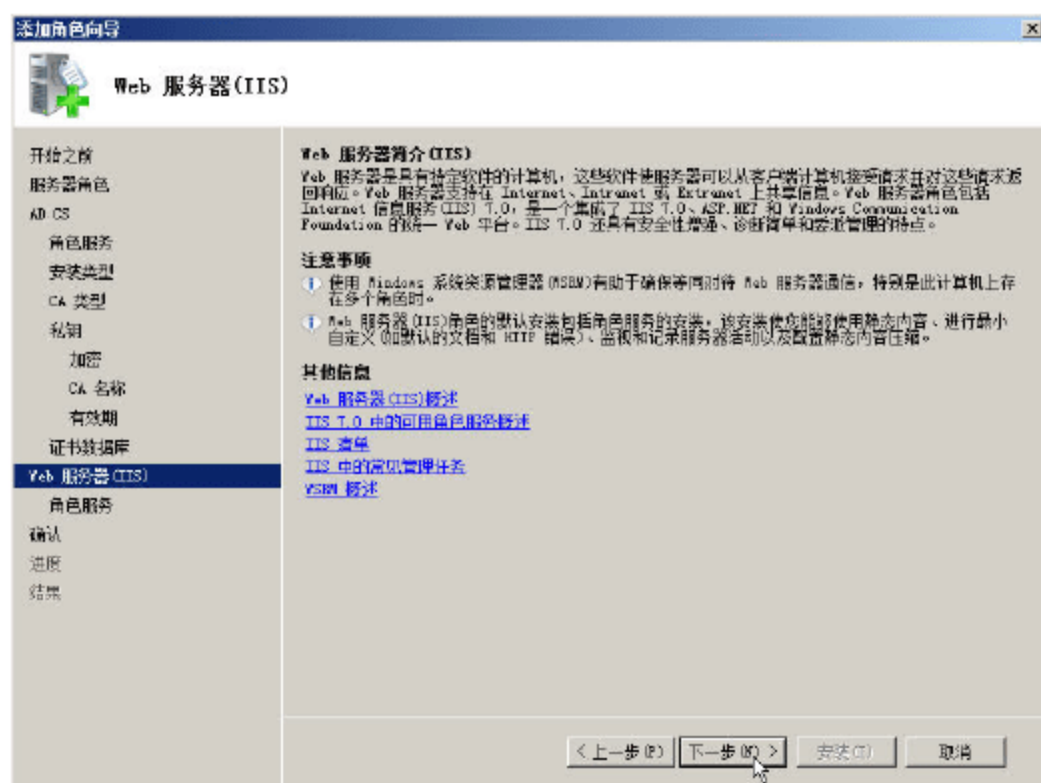 添加角色向导
Web 服务器(IIS)
开始之前
服务器角色
AD CS
角色服务
安装类型
CA 类型
私钥
加密
CA 名称
有效期
证书数据库
Web 服务器(IIS)
角色服务
确认
进度
结果
Web 服务器简介(IIS)
Web 服务器是具有特定软件的计算机，这些软件使服务器可以从客户端计算机接受请求并对这些请求返
回响应。Web 服务器支持在 Internet、Intranet 或 Extranet 上共享信息。Web 服务器角色包括
Internet 信息服务(IIS) 7.0，是一个集成了 IIS 7.0、ASP.NET 和 Windows Communication
Foundation 的统一 Web 平台。IIS 7.0 还具有安全性增强、诊断简单和委派管理的特点。
注意事项
使用 Windows 系统资源管理器(WSRM)有助于确保等同对待 Web 服务器通信，特别是此计算机上存
在多个角色时。
Web 服务器(IIS)角色的默认安装包括角色服务的安装，该安装使您能够使用静态内容、进行最小
自定义(如默认的文档和 HTTP 错误)、监视和记录服务器活动以及配置静态内容压缩。
其他信息
Web 服务器(IIS)概述
IIS 7.0 中的可用角色服务概述
IIS 清单
IIS 中的常见管理任务
WSRM 概述
< 上一步(P)
下一步(N) >
安装(I)
取消